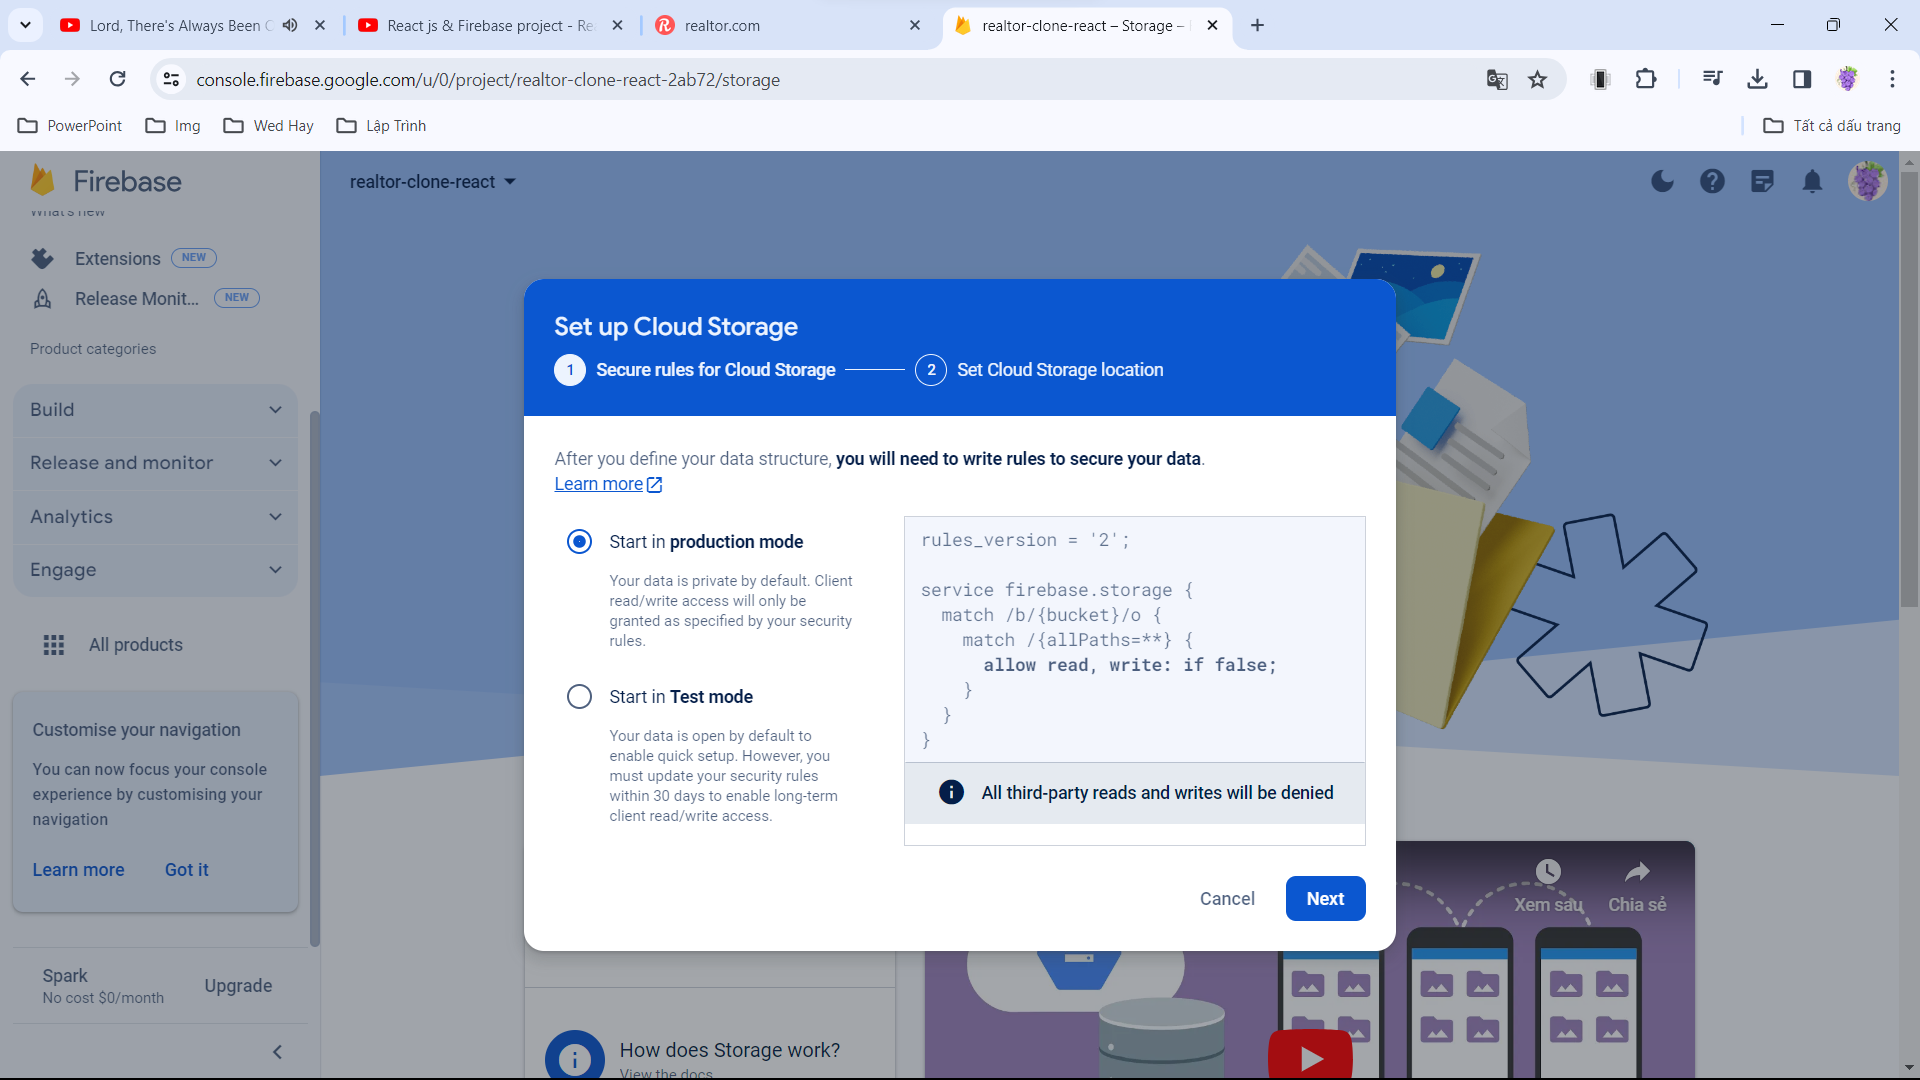 Lord, There's Always Been C
React js & Firebase project - Re
realtor.com
realtor-clone-react – Storage –
console.firebase.google.com/u/0/project/realtor-clone-react-2ab72/storage
PowerPoint
Img
Wed Hay
Lập Trình
Tất cả dấu trang
Firebase
realtor-clone-react
What's new
Extensions NEW
Release Monit... NEW
Product categories
Build
Release and monitor
Analytics
Engage
All products
Customise your navigation
You can now focus your console
experience by customising your
navigation
Learn more
Got it
Spark
No cost $0/month
Upgrade
Set up Cloud Storage
1 Secure rules for Cloud Storage
2 Set Cloud Storage location
After you define your data structure, you will need to write rules to secure your data.
Learn more
Start in production mode
Your data is private by default. Client
read/write access will only be
granted as specified by your security
rules.
Start in Test mode
Your data is open by default to
enable quick setup. However, you
must update your security rules
within 30 days to enable long-term
client read/write access.
rules_version = '2';
service firebase.storage {
match /b/{bucket}/o {
match /{allPaths=**} {
allow read, write: if false;
}
}
}
All third-party reads and writes will be denied
Cancel
Next
Xem sau
Chia sẻ
How does Storage work?
View the docs